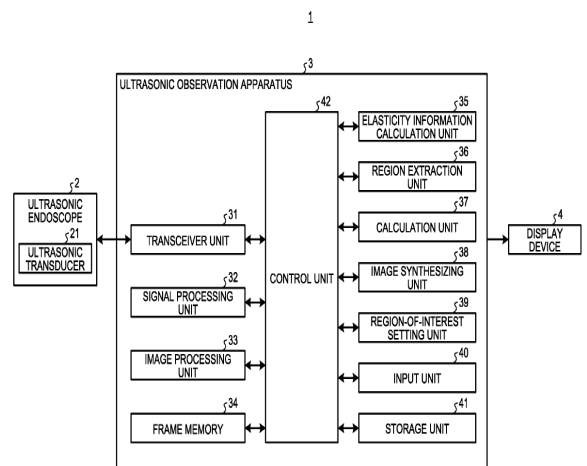 1
3
ULTRASONIC OBSERVATION APPARATUS
2
ULTRASONIC
ENDOSCOPE
21
ULTRASONIC
TRANSDUCER
31
TRANSCEIVER UNIT
32
SIGNAL PROCESSING
UNIT
33
IMAGE PROCESSING
UNIT
34
FRAME MEMORY
42
CONTROL UNIT
35
ELASTICITY INFORMATION
CALCULATION UNIT
36
REGION EXTRACTION
UNIT
37
CALCULATION UNIT
38
IMAGE SYNTHESIZING
UNIT
39
REGION-OF-INTEREST
SETTING UNIT
40
INPUT UNIT
41
STORAGE UNIT
4
DISPLAY
DEVICE